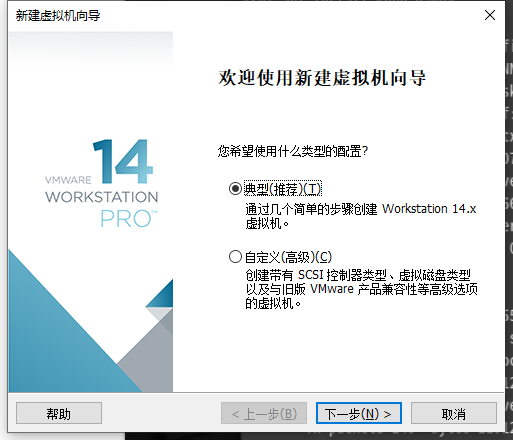 新建虚拟机向导
欢迎使用新建虚拟机向导
您希望使用什么类型的配置?
14
VMWARE
WORKSTATION
PRO™
典型(推荐)(T)
通过几个简单的步骤创建 Workstation 14.x
虚拟机。
自定义(高级)(C)
创建带有 SCSI 控制器类型、虚拟磁盘类型
以及与旧版 VMware 产品兼容性等高级选项
的虚拟机。
帮助
< 上一步(B)
下一步(N) >
取消